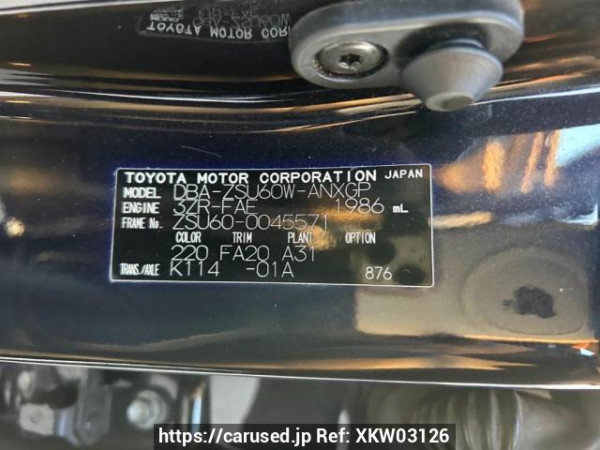 TOYOTA MOTOR CORPORATION JAPAN
MODEL DBA-ZSU60W-ANXGP
ENGINE 3ZR-FAE 1986 mL
FRAME No. ZSU60-0045571
COLOR TRIM PLANT OPTION
220 FA20 A31
TRANS./AXLE K114 -01A 876
https://carused.jp Ref: XKW03126